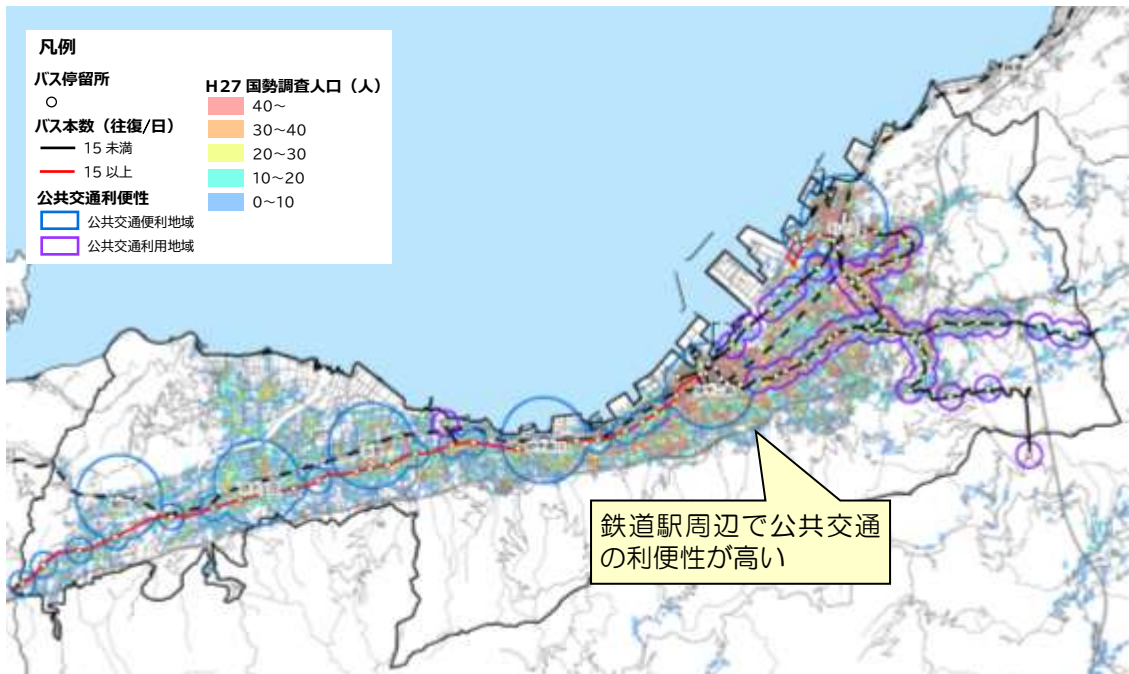 凡例
バス停留所
バス本数（往復/日）
15 未満
15 以上
公共交通利便性
公共交通便利地域
公共交通利用地域
H27 国勢調査人口（人）
40～
30～40
20～30
10～20
0～10
鉄道駅周辺で公共交通
の利便性が高い